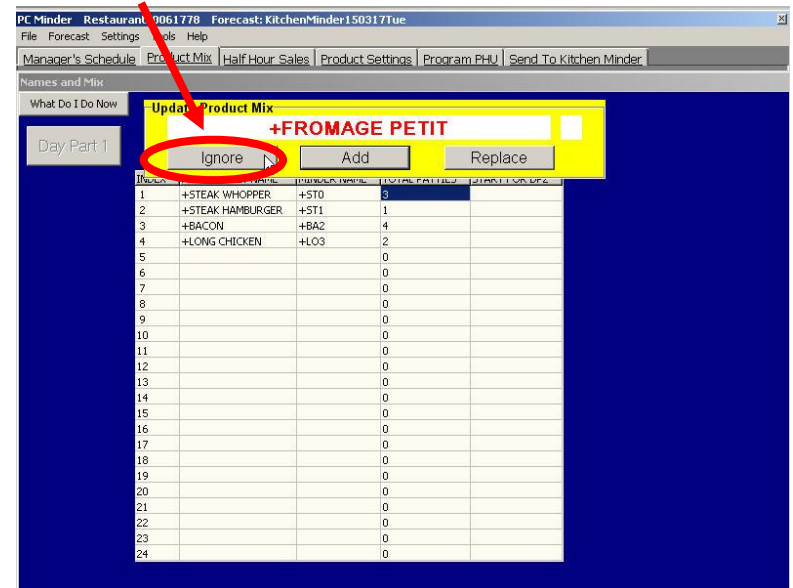 PC Minder Restaurant 0061778 Forecast: KitchenMinder150317Tue
File Forecast Settings Tools Help
Manager's Schedule Product Mix Half Hour Sales Product Settings Program PHU Send To Kitchen Minder
Names and Mix
What Do I Do Now
Update Product Mix
+FROMAGE PETIT
Day Part 1
Ignore Add Replace
INDEX NAME MINDER NAME TOTAL PATTIES START FOR DP2
1 +STEAK WHOPPER +ST0 3
2 +STEAK HAMBURGER +ST1 1
3 +BACON +BA2 4
4 +LONG CHICKEN +LO3 2
5 0
6 0
7 0
8 0
9 0
10 0
11 0
12 0
13 0
14 0
15 0
16 0
17 0
18 0
19 0
20 0
21 0
22 0
23 0
24 0